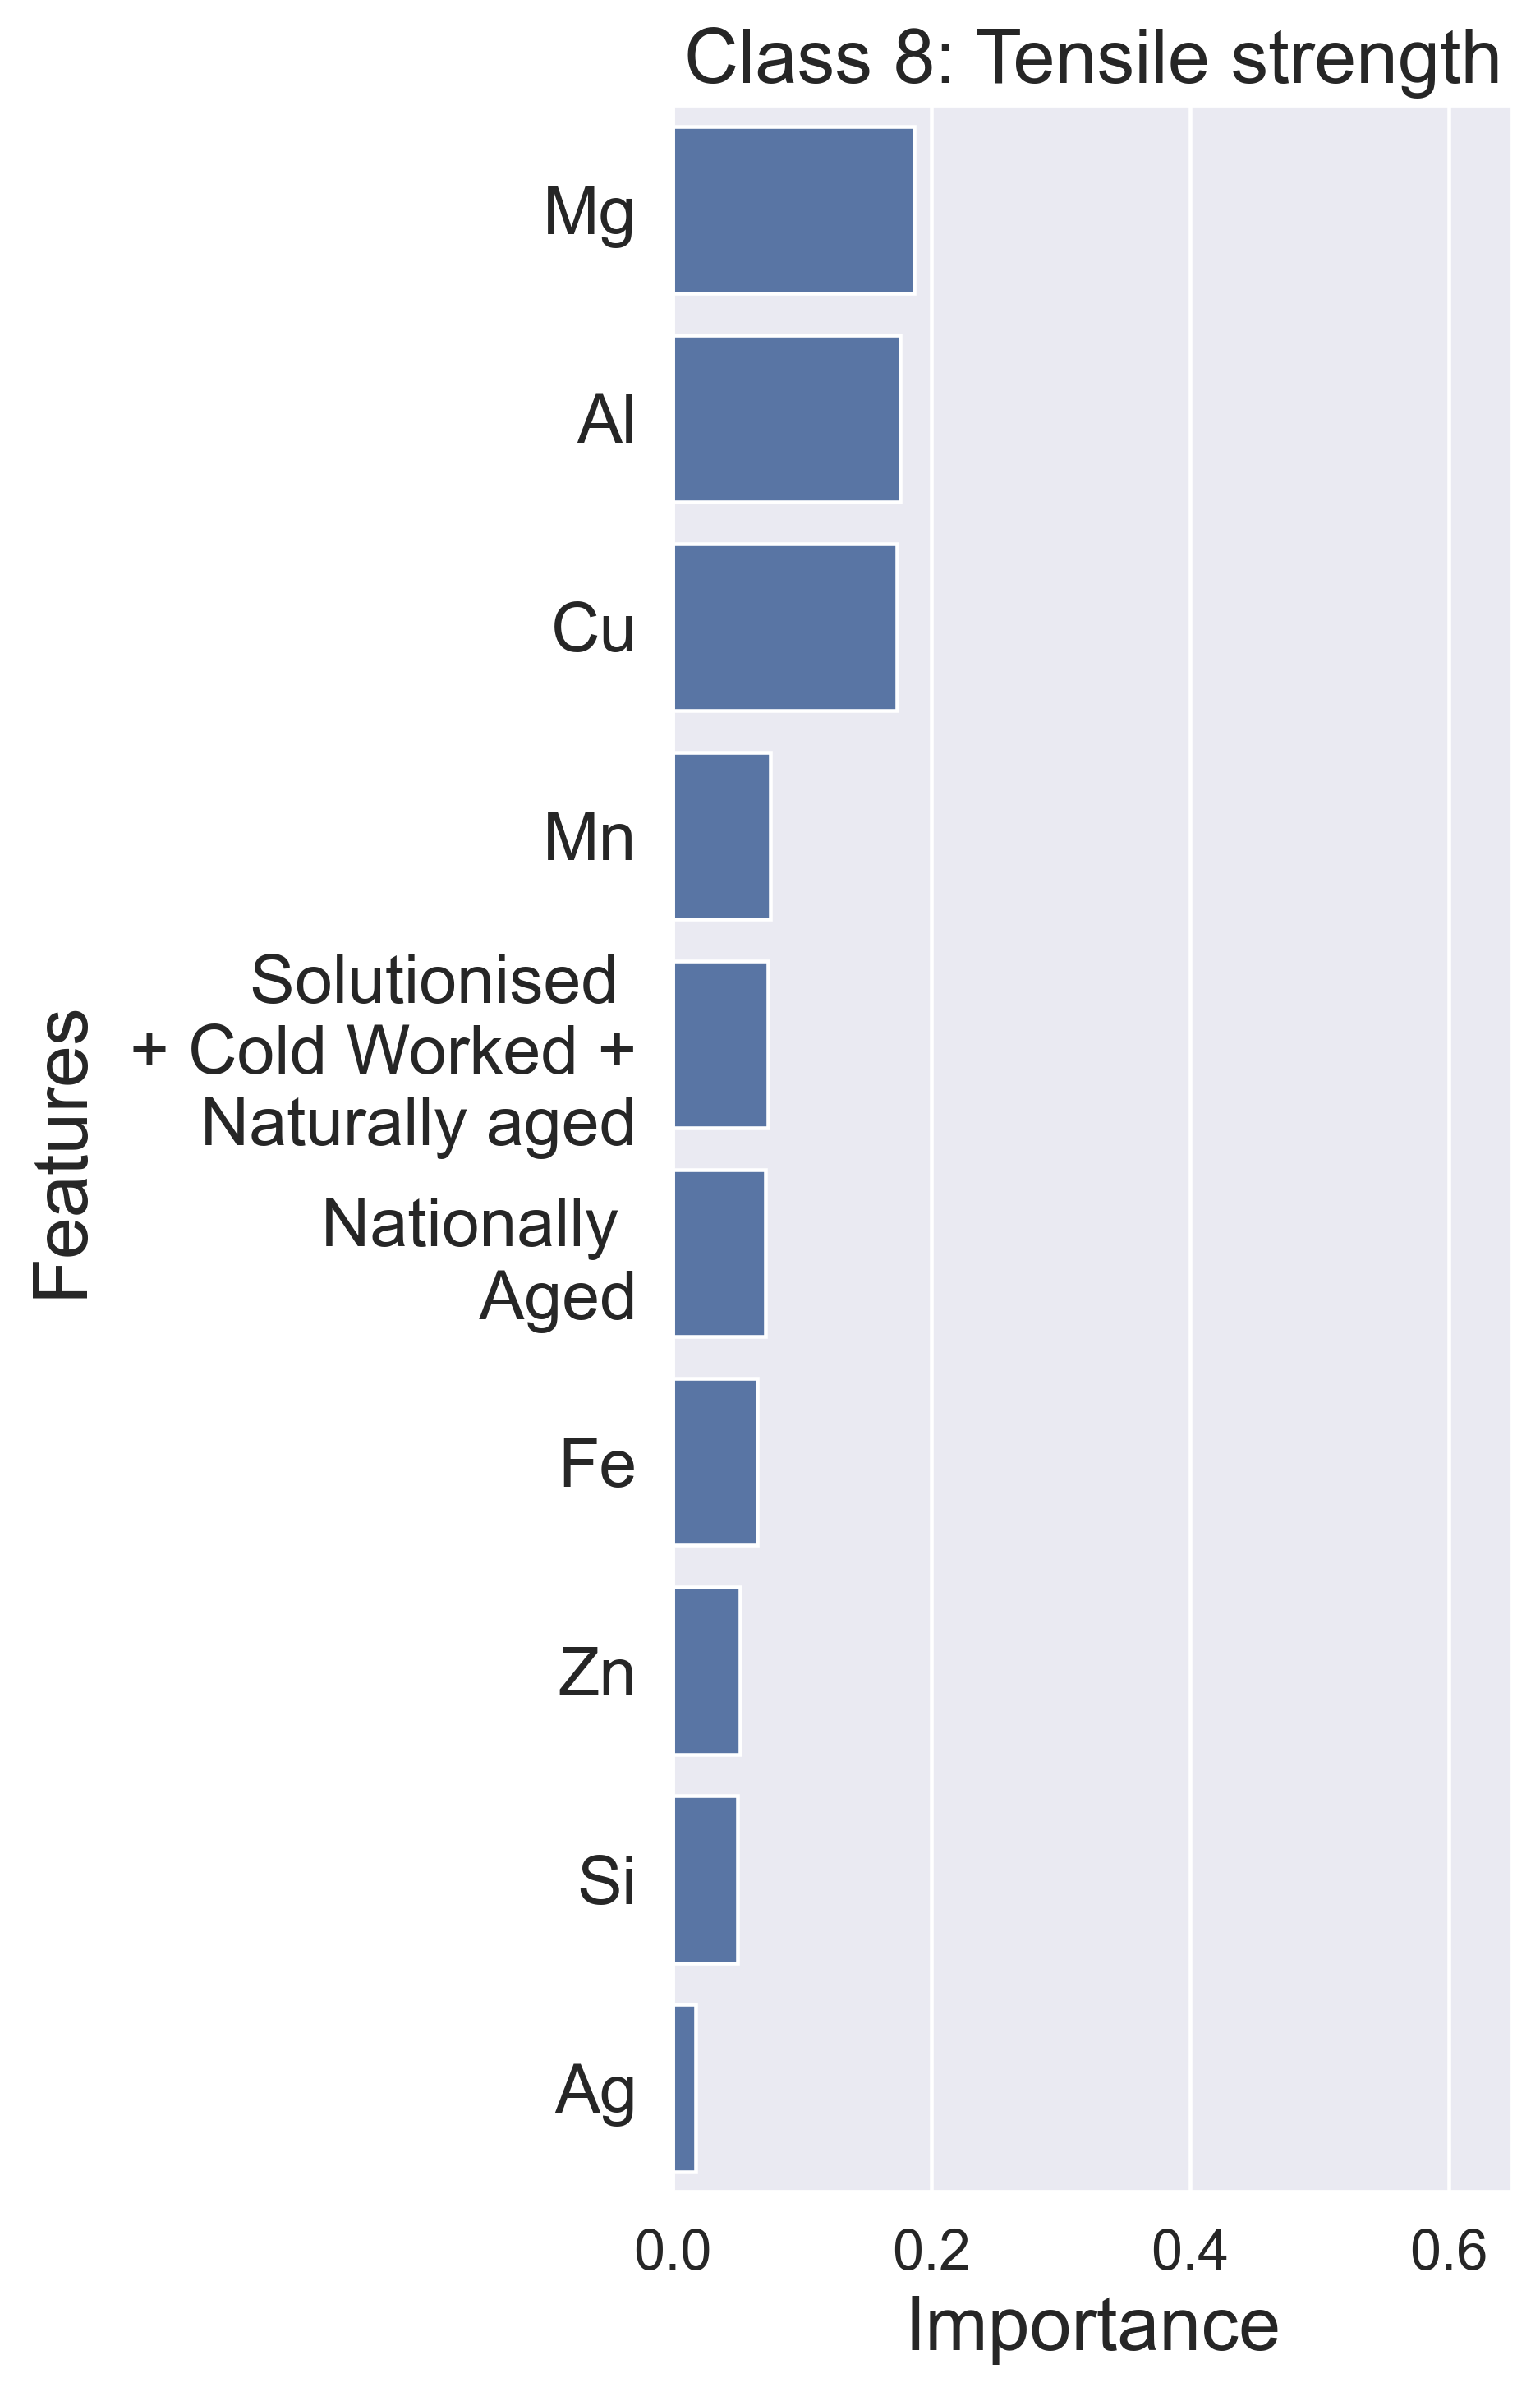 Class 8: Tensile strength
Mg
Al
Cu
Mn
Solutionised
+ Cold Worked +
Naturally aged
Nationally
Aged
Fe
Zn
Si
Ag
Features
0.0 0.2 0.4 0.6
Importance